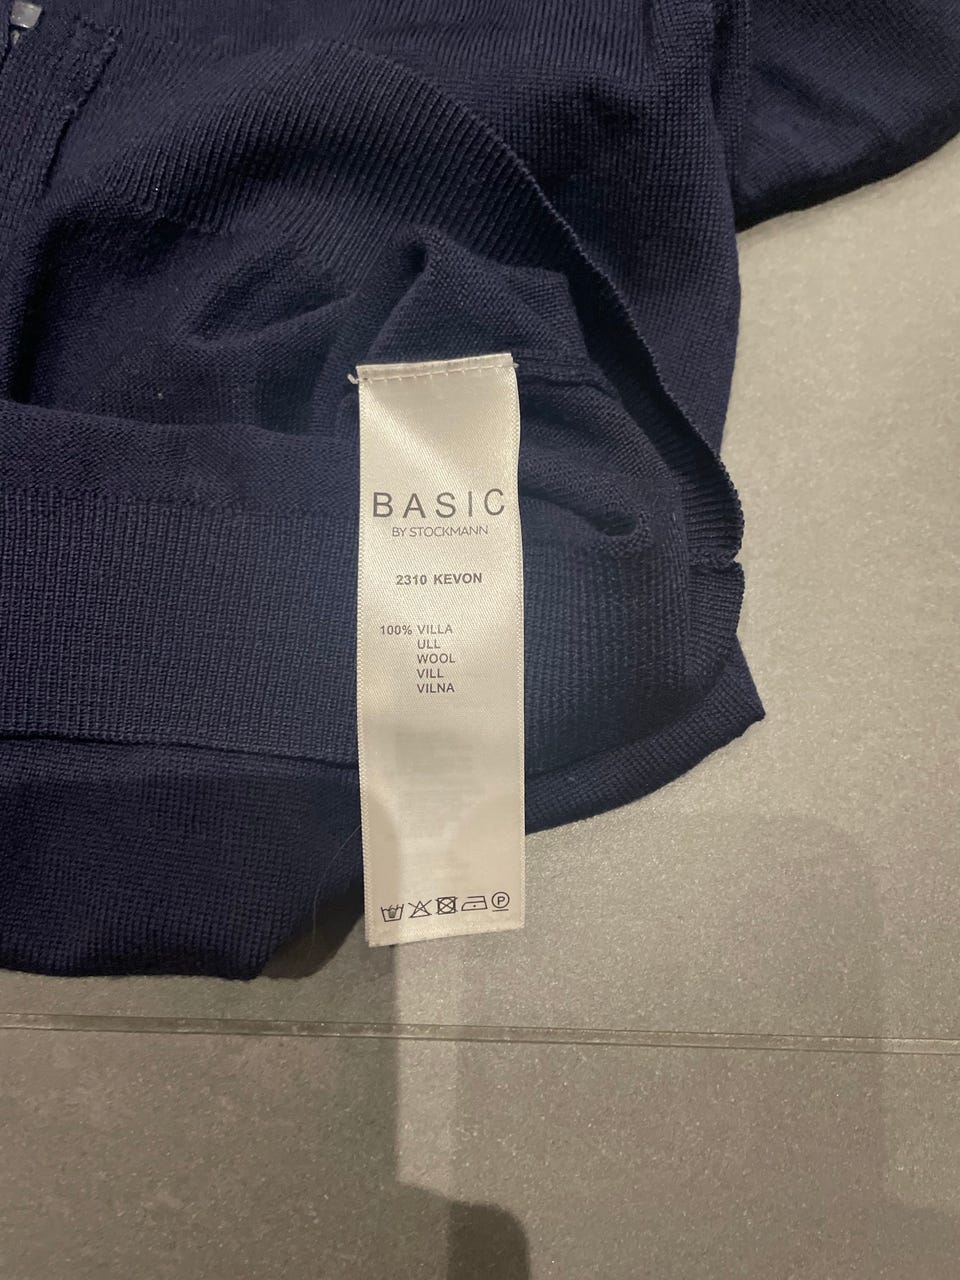 BASIC
BY STOCKMANN
2310 KEVON
100% VILLA
ULL
WOOL
VILL
VILNA
P